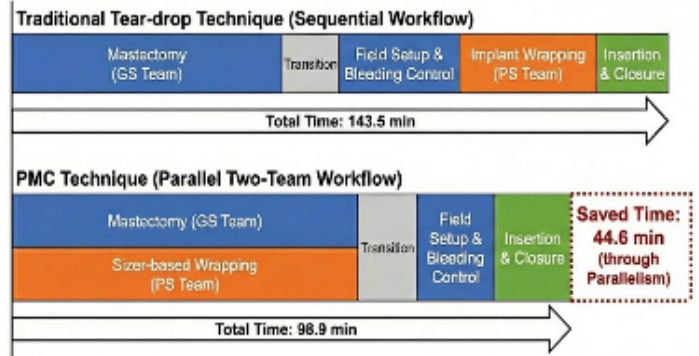 Traditional Tear-drop Technique (Sequential Workflow)
Mastectomy
(GS Team)
Transition
Field Setup &
Bleeding Control
Implant Wrapping
(PS Team)
Insertion
& Closure
Total Time: 143.5 min
PMC Technique (Parallel Two-Team Workflow)
Mastectomy (GS Team)
Sizer-based Wrapping
(PS Team)
Transition
Field
Setup &
Bleeding
Control
Insertion
& Closure
Saved Time:
44.6 min
(through
Parallelism)
Total Time: 98.9 min